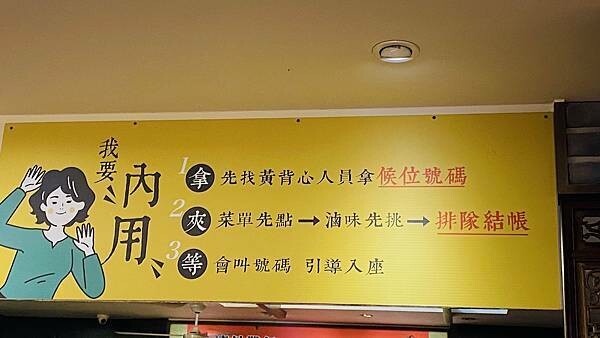 我要
內用
1 拿 先找黃背心人員拿候位號碼
2 夾 菜單先點→滷味先挑→排隊結帳
3 等 會叫號碼 引導入座